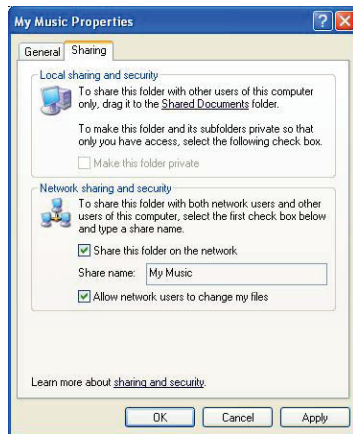 My Music Properties
General Sharing
Local sharing and security
To share this folder with other users of this computer
only, drag it to the Shared Documents folder.
To make this folder and its subfolders private so that
only you have access, select the following check box.
Make this folder private
Network sharing and security
To share this folder with both network users and other
users of this computer, select the first check box below
and type a share name.
Share this folder on the network
Share name: My Music
Allow network users to change my files
Learn more about sharing and security.
OK Cancel Apply